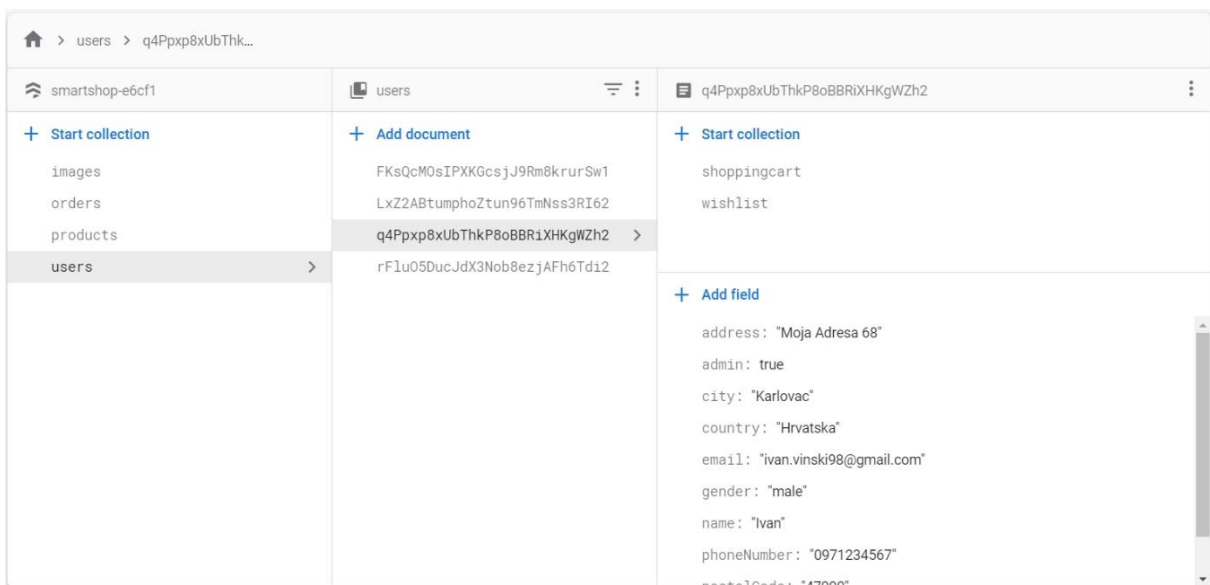 users > q4Ppxp8xUbThk...
smartshop-e6cf1
+ Start collection
images
orders
products
users
users
+ Add document
FKsQcMOsIPXKGcsjJ9Rm8krurSw1
LxZ2ABtumphoZtun96TmNss3RI62
q4Ppxp8xUbThkP8oBBRiXHKgWZh2
rFluO5DucJdX3Nob8ezjAFh6Tdi2
q4Ppxp8xUbThkP8oBBRiXHKgWZh2
+ Start collection
shoppingcart
wishlist
+ Add field
address: "Moja Adresa 68"
admin: true
city: "Karlovac"
country: "Hrvatska"
email: "ivan.vinski98@gmail.com"
gender: "male"
name: "Ivan"
phoneNumber: "0971234567"